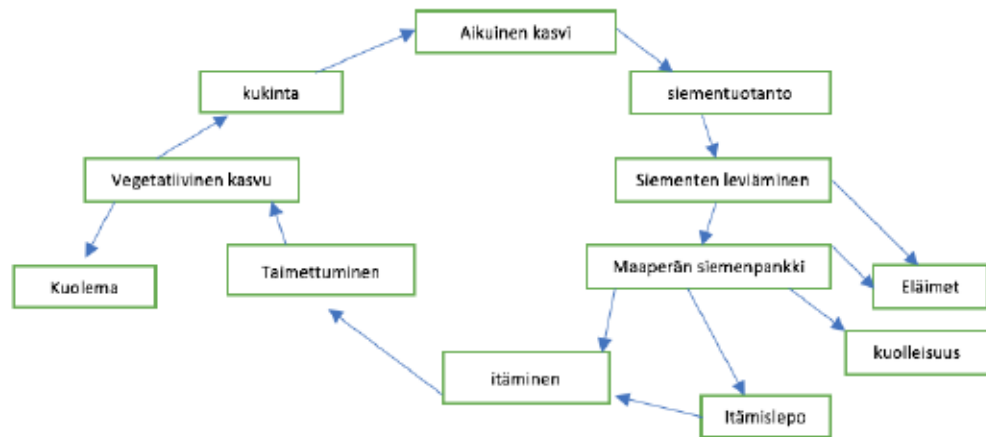 Aikuinen kasvi
kukinta
siementuotanto
Vegetatiivinen kasvu
Siementen leviäminen
Kuolema
Taimettuminen
Maaperän siemenpankki
Eläimet
kuolleisuus
itäminen
Itämislepo